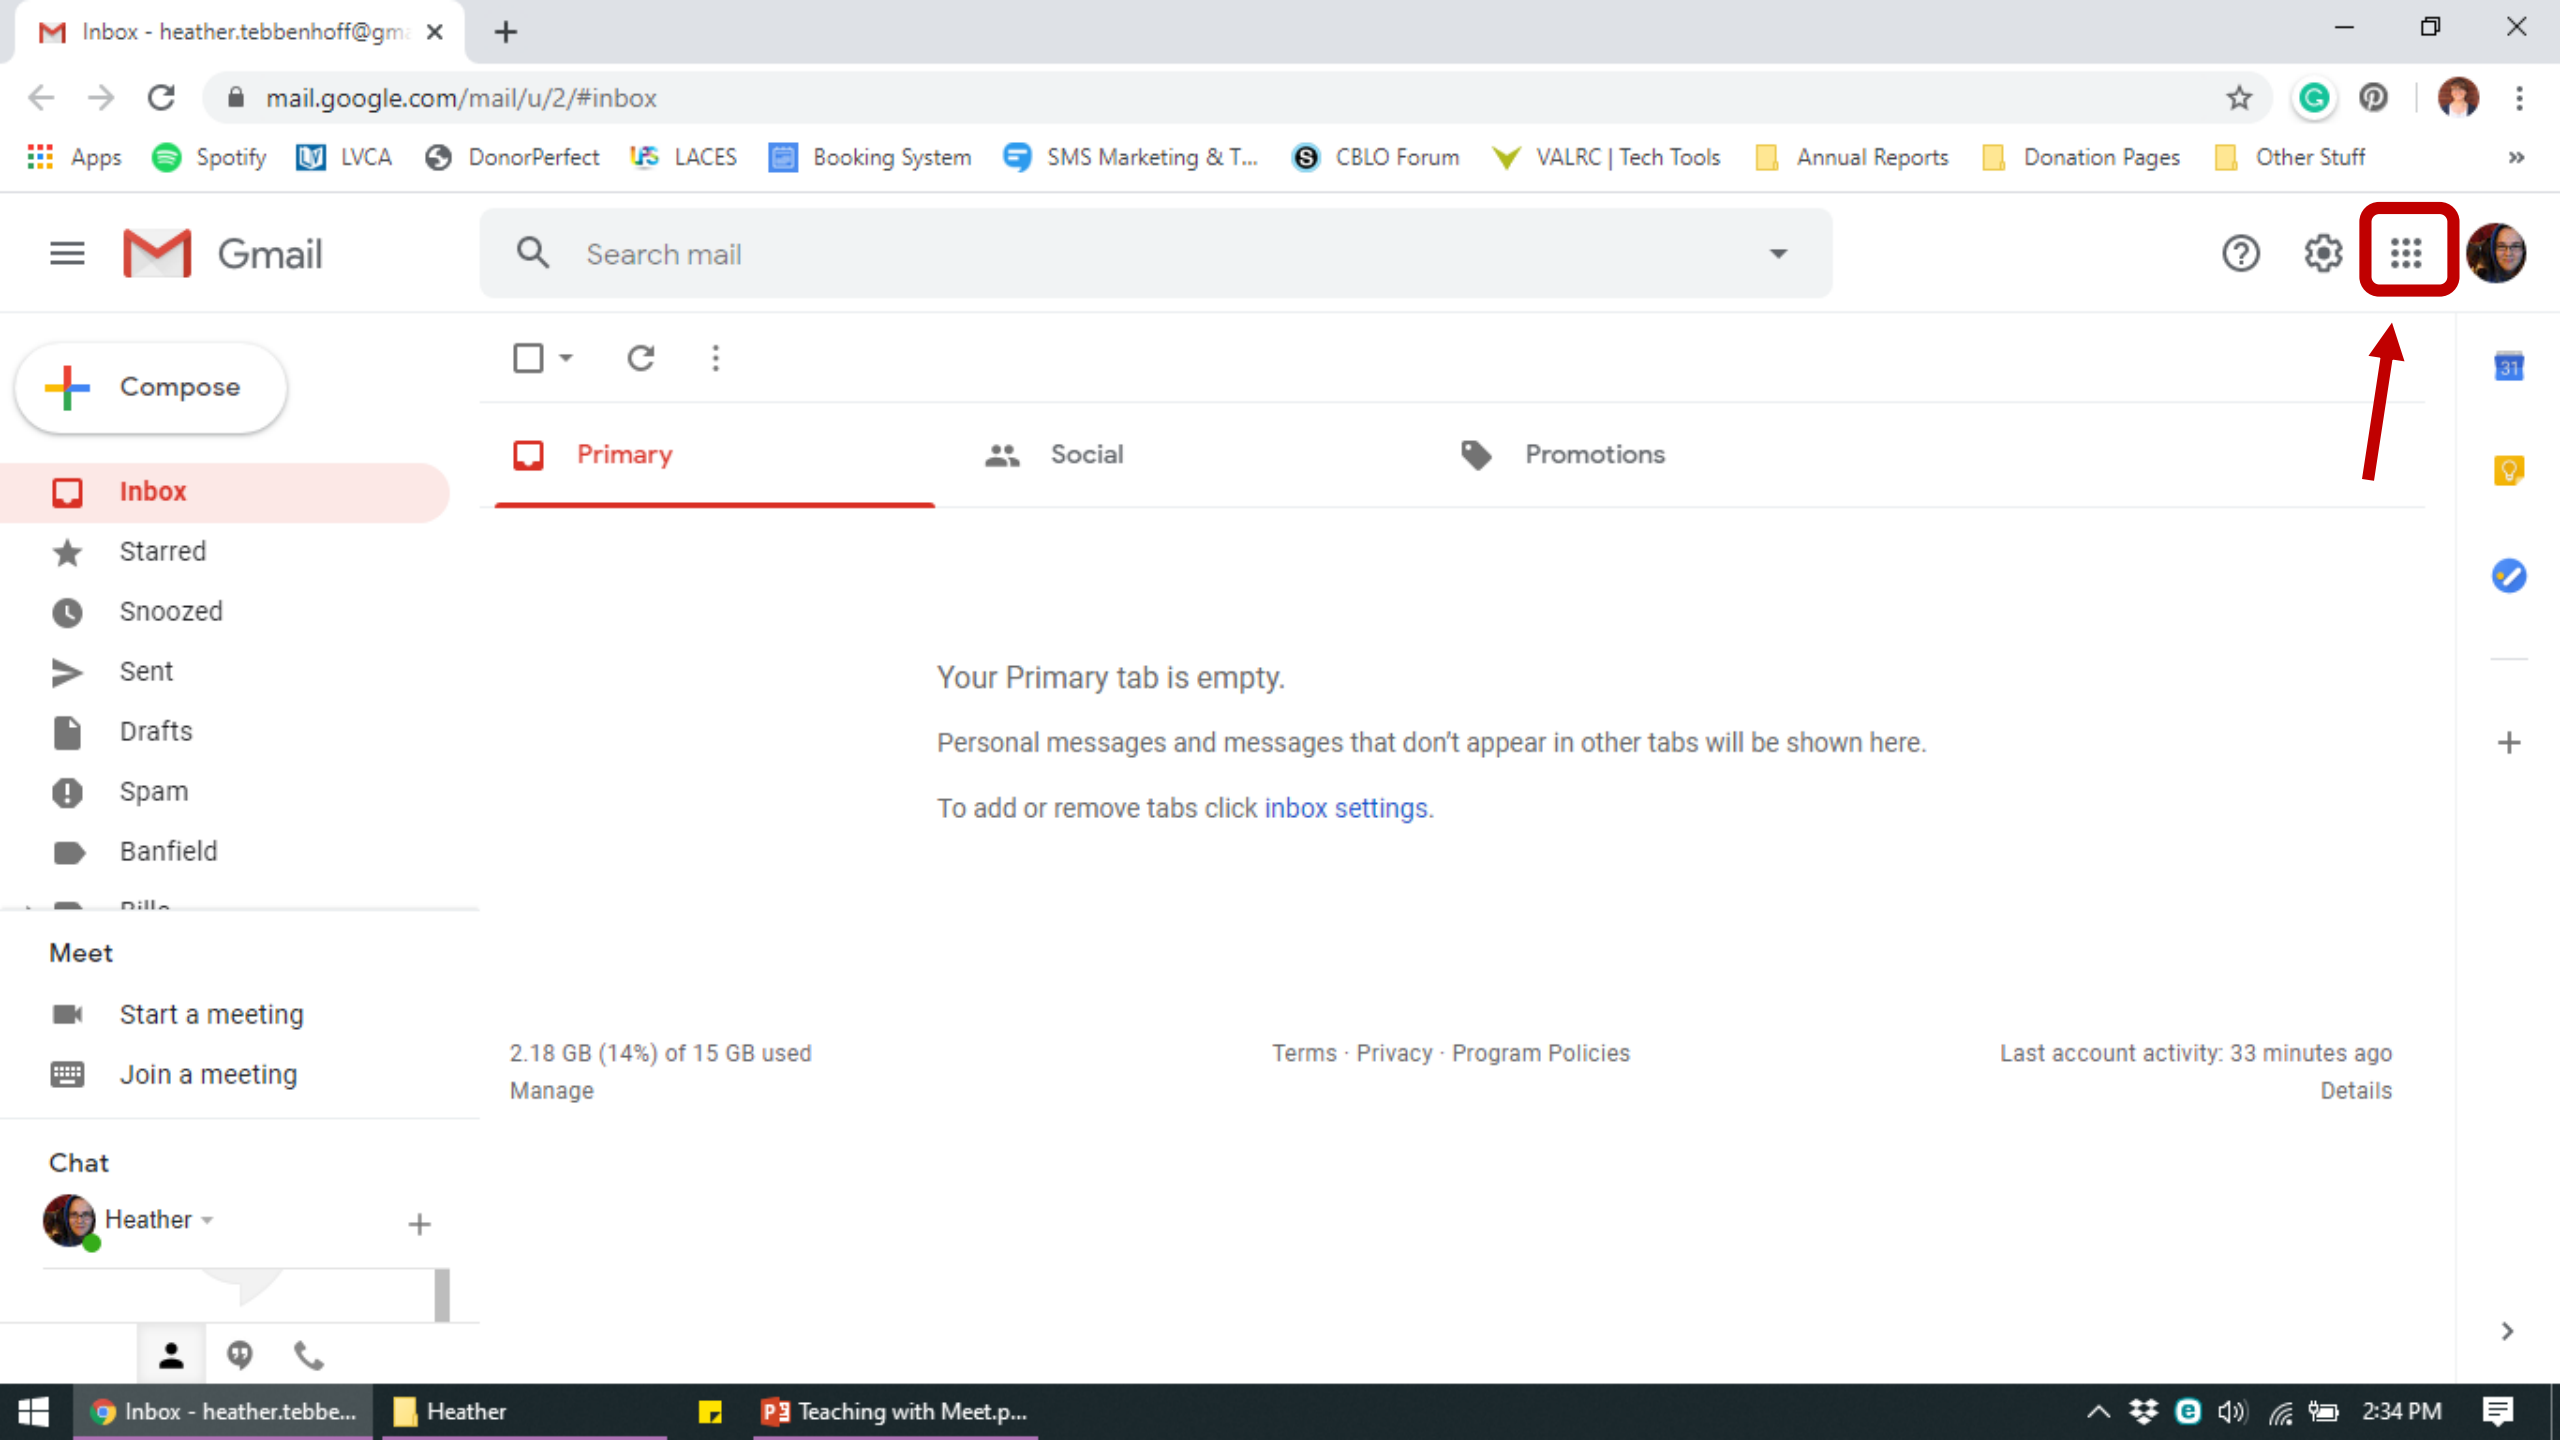 Inbox - heather.tebbenhoff@gma
mail.google.com/mail/u/2/#inbox
Apps Spotify LVCA DonorPerfect LACES Booking System SMS Marketing & T... CBLO Forum VALRC | Tech Tools Annual Reports Donation Pages Other Stuff »
Gmail
Search mail
Compose
Primary
Social
Promotions
Inbox
Starred
Snoozed
Sent
Drafts
Spam
Banfield
Bills
31
Your Primary tab is empty.
Personal messages and messages that don't appear in other tabs will be shown here.
To add or remove tabs click inbox settings.
Meet
Start a meeting
Join a meeting
2.18 GB (14%) of 15 GB used
Manage
Terms · Privacy · Program Policies
Last account activity: 33 minutes ago
Details
Chat
Heather
Inbox - heather.tebbe... Heather Teaching with Meet.p... 2:34 PM